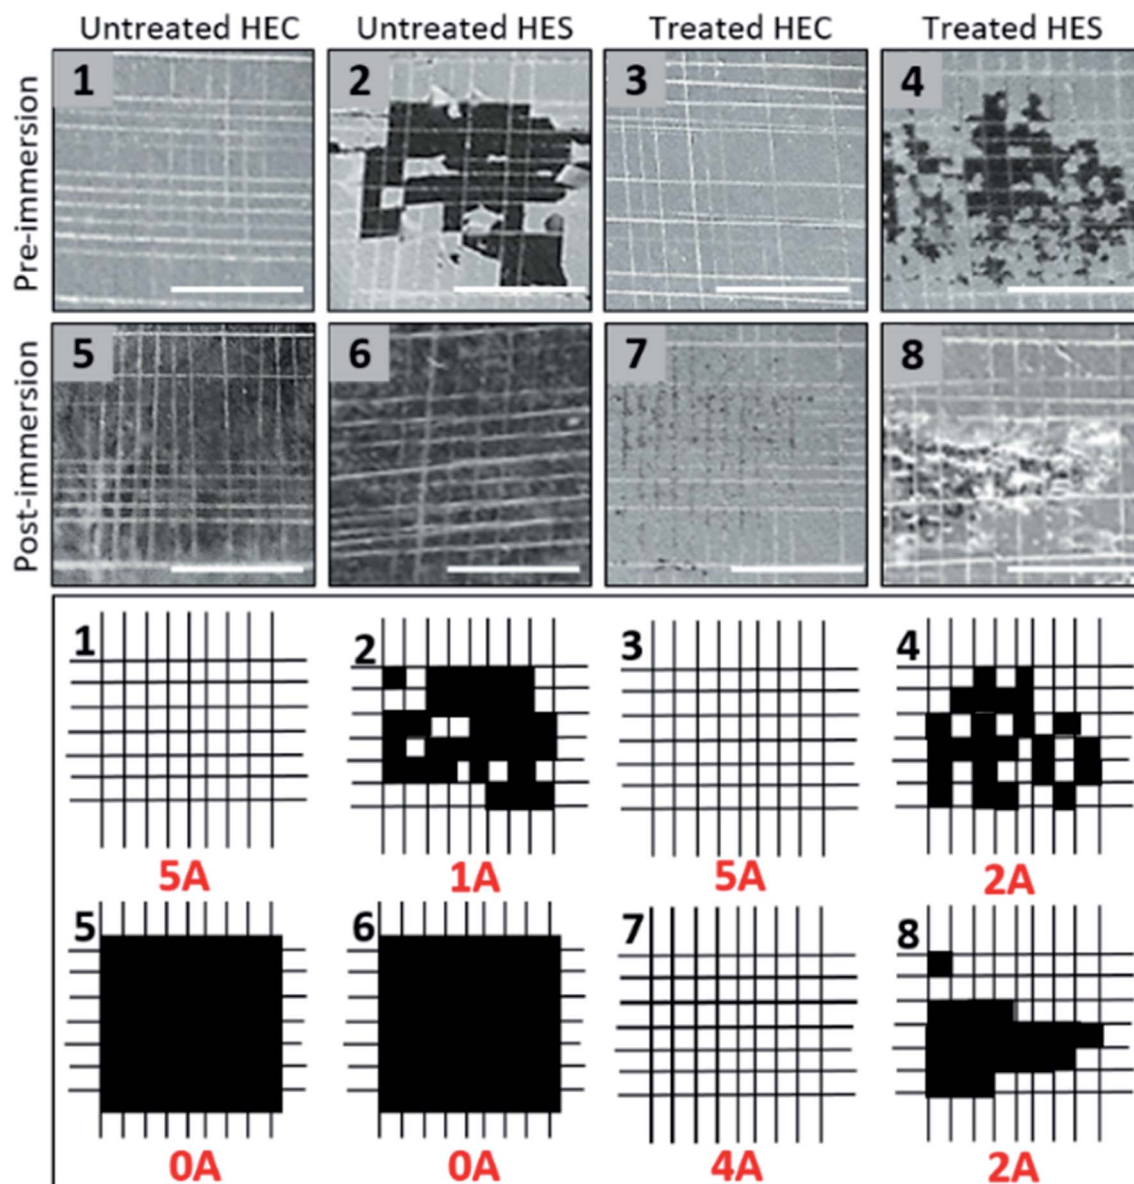 Untreated HEC Untreated HES Treated HEC Treated HES
Pre-immersion
1 2 3 4
Post-immersion
5 6 7 8
1 2 3 4
5A 1A 5A 2A
5 6 7 8
0A 0A 4A 2A